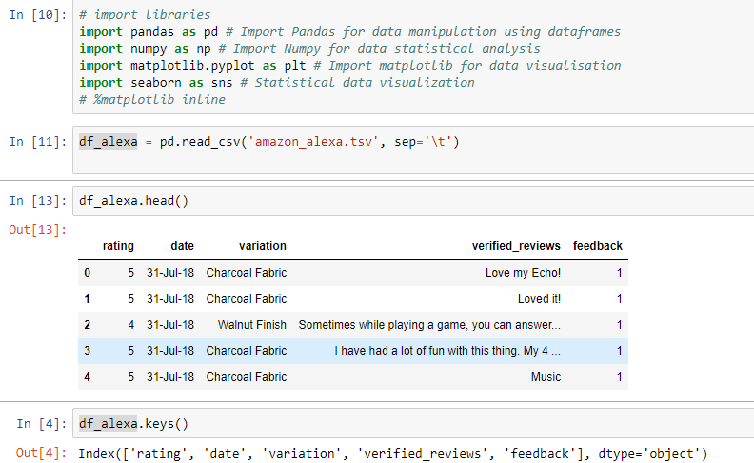 In [10]: # import libraries
import pandas as pd # Import Pandas for data manipulation using dataframes
import numpy as np # Import Numpy for data statistical analysis
import matplotlib.pyplot as plt # Import matplotlib for data visualisation
import seaborn as sns # Statistical data visualization
# %matplotlib inline
In [11]: df_alexa = pd.read_csv('amazon_alexa.tsv', sep='\t')
In [13]: df_alexa.head()
Out[13]:
rating date variation verified_reviews feedback
0 5 31-Jul-18 Charcoal Fabric Love my Echo! 1
1 5 31-Jul-18 Charcoal Fabric Loved it! 1
2 4 31-Jul-18 Walnut Finish Sometimes while playing a game, you can answer... 1
3 5 31-Jul-18 Charcoal Fabric I have had a lot of fun with this thing. My 4 ... 1
4 5 31-Jul-18 Charcoal Fabric Music 1
In [4]: df_alexa.keys()
Out[4]: Index(['rating', 'date', 'variation', 'verified_reviews', 'feedback'], dtype='object')